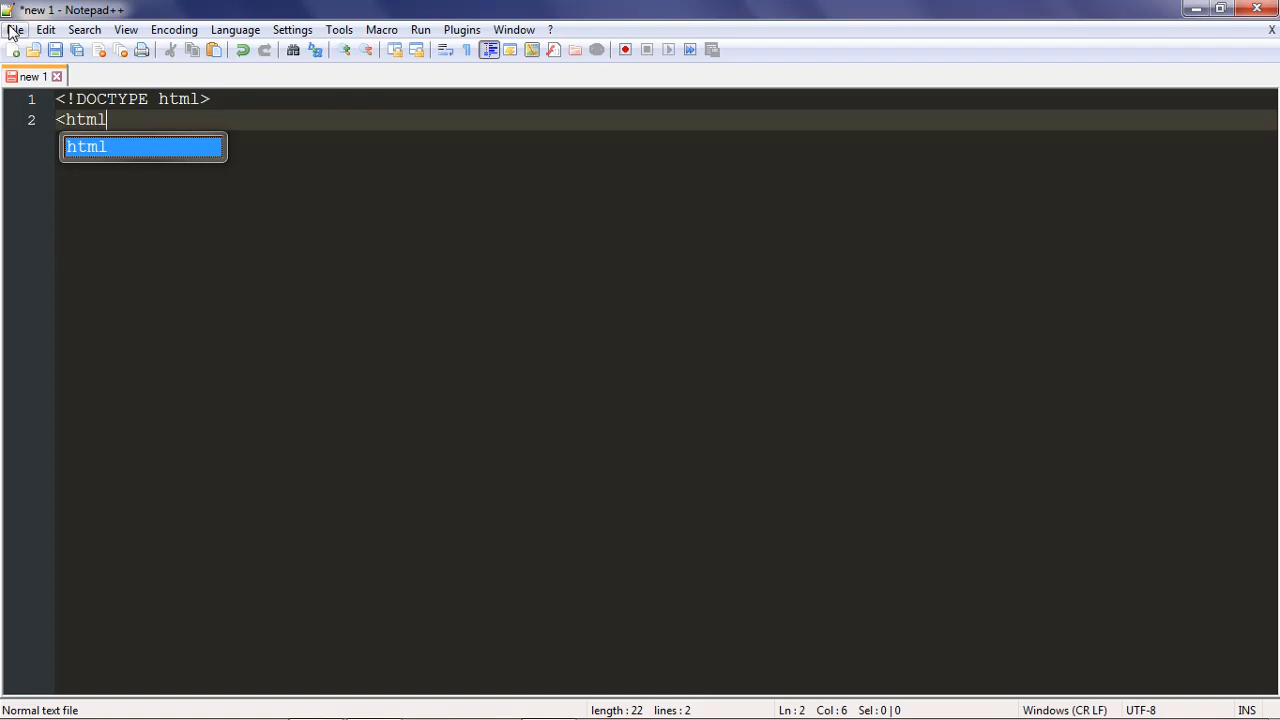 *new 1 - Notepad++
File Edit Search View Encoding Language Settings Tools Macro Run Plugins Window ? X
new 1
1 <!DOCTYPE html>
2 <html
html
Normal text file length : 22 lines : 2 Ln : 2 Col : 6 Sel : 0 | 0 Windows (CR LF) UTF-8 INS